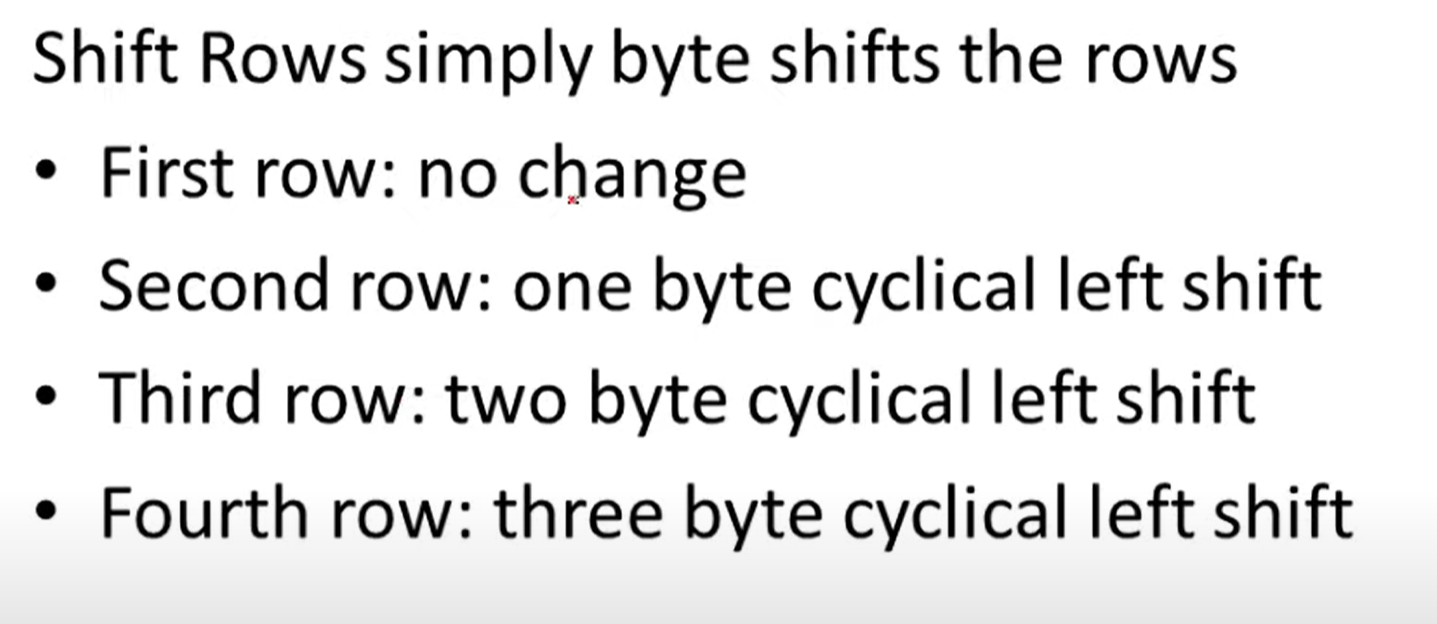 Shift Rows simply byte shifts the rows
• First row: no change
• Second row: one byte cyclical left shift
• Third row: two byte cyclical left shift
• Fourth row: three byte cyclical left shift